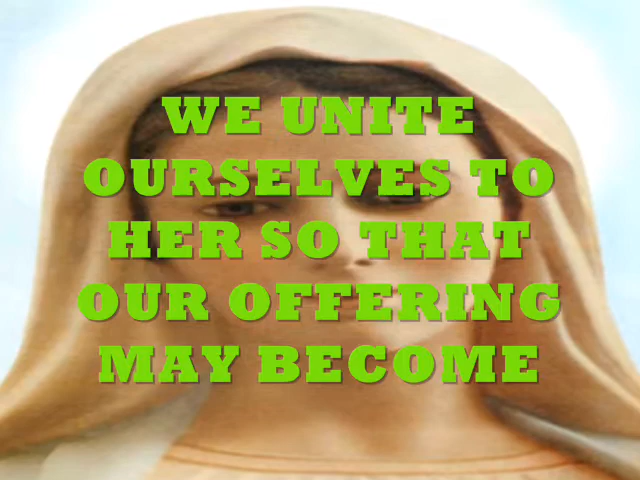 WE UNITE
OURSELVES TO
HER SO THAT
OUR OFFERING
MAY BECOME